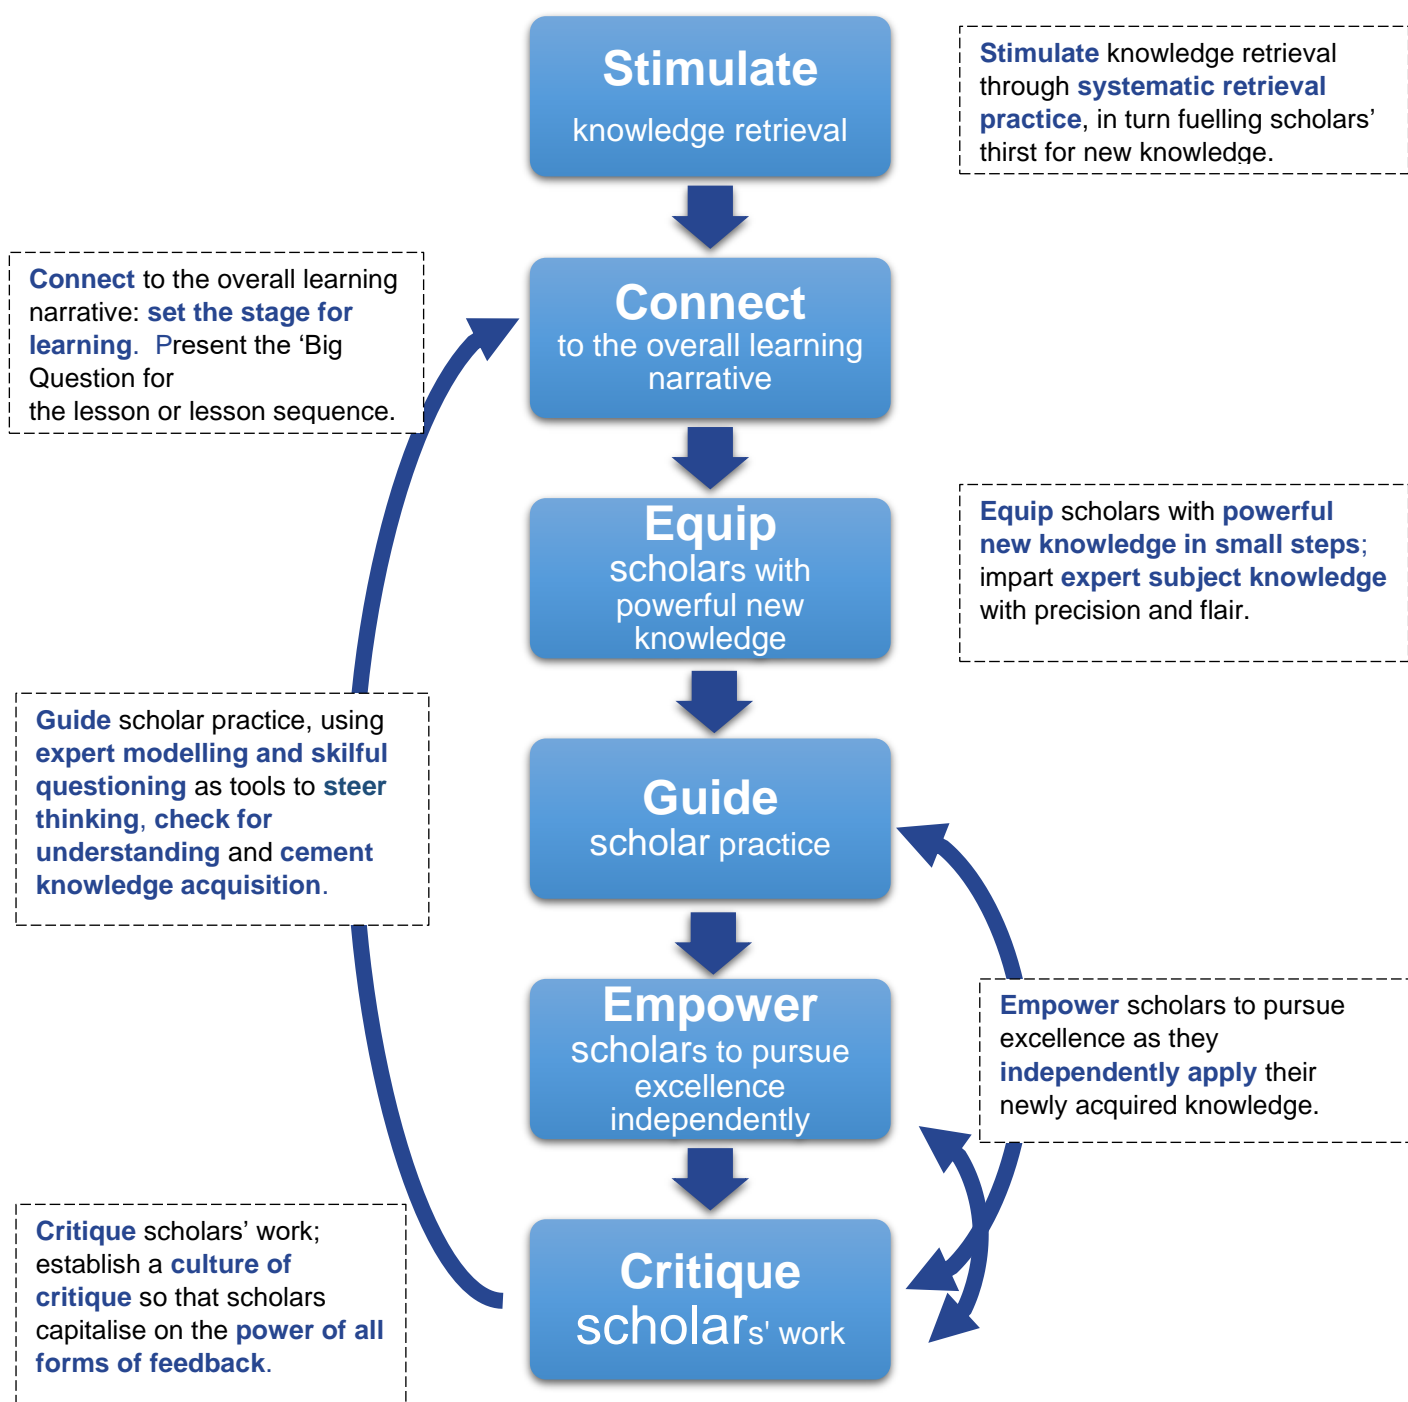 Stimulate
knowledge retrieval
Stimulate knowledge retrieval
through systematic retrieval
practice, in turn fuelling scholars’
thirst for new knowledge.
Connect to the overall learning
narrative: set the stage for
learning. Present the ‘Big
Question for
the lesson or lesson sequence.
Connect
to the overall learning
narrative
Equip
scholars with
powerful new
knowledge
Equip scholars with powerful
new knowledge in small steps;
impart expert subject knowledge
with precision and flair.
Guide scholar practice, using
expert modelling and skilful
questioning as tools to steer
thinking, check for
understanding and cement
knowledge acquisition.
Guide
scholar practice
Empower
scholars to pursue
excellence
independently
Empower scholars to pursue
excellence as they
independently apply their
newly acquired knowledge.
Critique scholars’ work;
establish a culture of
critique so that scholars
capitalise on the power of all
forms of feedback.
Critique
scholars' work